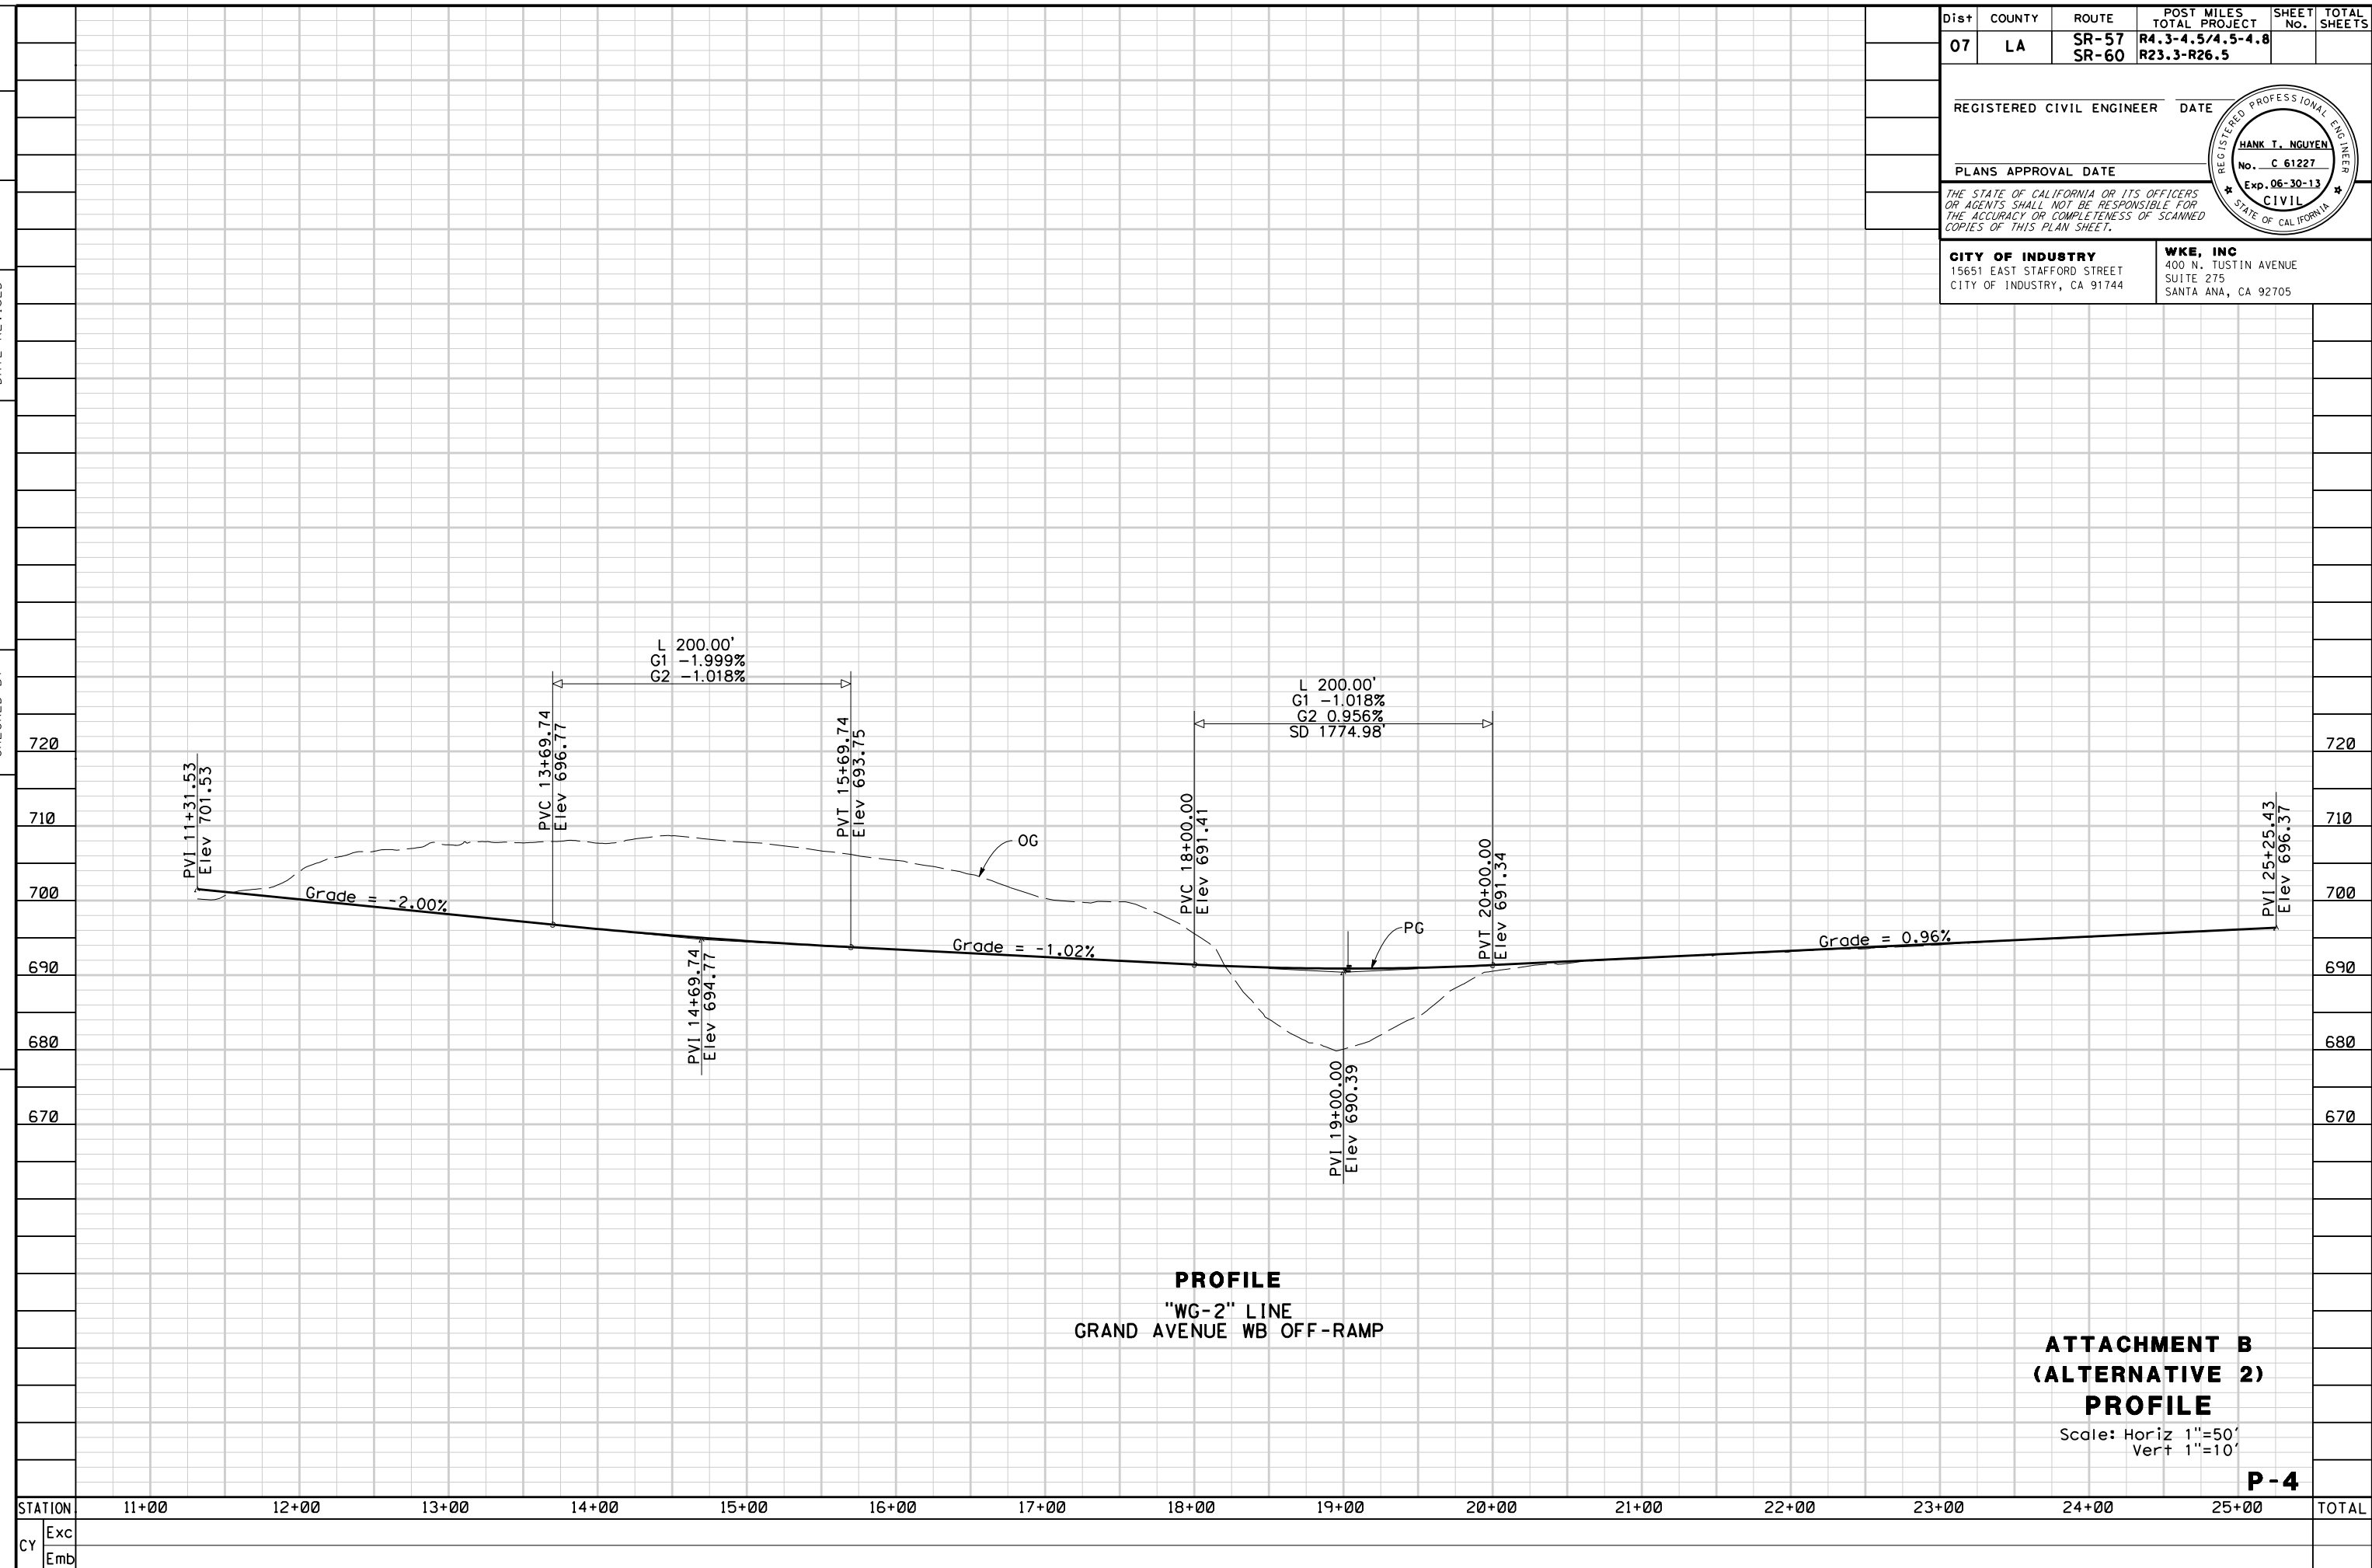 Dist COUNTY ROUTE POST MILES TOTAL PROJECT SHEET No. TOTAL SHEETS
07 LA SR-57 R4.3-4.5/4.5-4.8
SR-60 R23.3-R26.5
REGISTERED CIVIL ENGINEER DATE
PLANS APPROVAL DATE
REGISTERED PROFESSIONAL ENGINEER
HANK T. NGUYEN
No. C 61227
Exp. 06-30-13
CIVIL
STATE OF CALIFORNIA
THE STATE OF CALIFORNIA OR ITS OFFICERS
OR AGENTS SHALL NOT BE RESPONSIBLE FOR
THE ACCURACY OR COMPLETENESS OF SCANNED
COPIES OF THIS PLAN SHEET.
CITY OF INDUSTRY
15651 EAST STAFFORD STREET
CITY OF INDUSTRY, CA 91744
WKE, INC
400 N. TUSTIN AVENUE
SUITE 275
SANTA ANA, CA 92705
L 200.00'
G1 -1.999%
G2 -1.018%
L 200.00'
G1 -1.018%
G2 0.956%
SD 1774.98'
720
710
700
690
680
670
720
710
700
690
680
670
PVI 11+31.53
Elev 701.53
PVC 13+69.74
Elev 696.77
PVT 15+69.74
Elev 693.75
PVC 18+00.00
Elev 691.41
PVT 20+00.00
Elev 691.34
PVI 25+25.43
Elev 696.37
PVI 14+69.74
Elev 694.77
PVI 19+00.00
Elev 690.39
OG
PG
Grade = -2.00%
Grade = -1.02%
Grade = 0.96%
PROFILE
"WG-2" LINE
GRAND AVENUE WB OFF-RAMP
ATTACHMENT B
(ALTERNATIVE 2)
PROFILE
Scale: Horiz 1"=50'
Vert 1"=10'
P-4
STATION 11+00 12+00 13+00 14+00 15+00 16+00 17+00 18+00 19+00 20+00 21+00 22+00 23+00 24+00 25+00 TOTAL
CY Exc
Emb